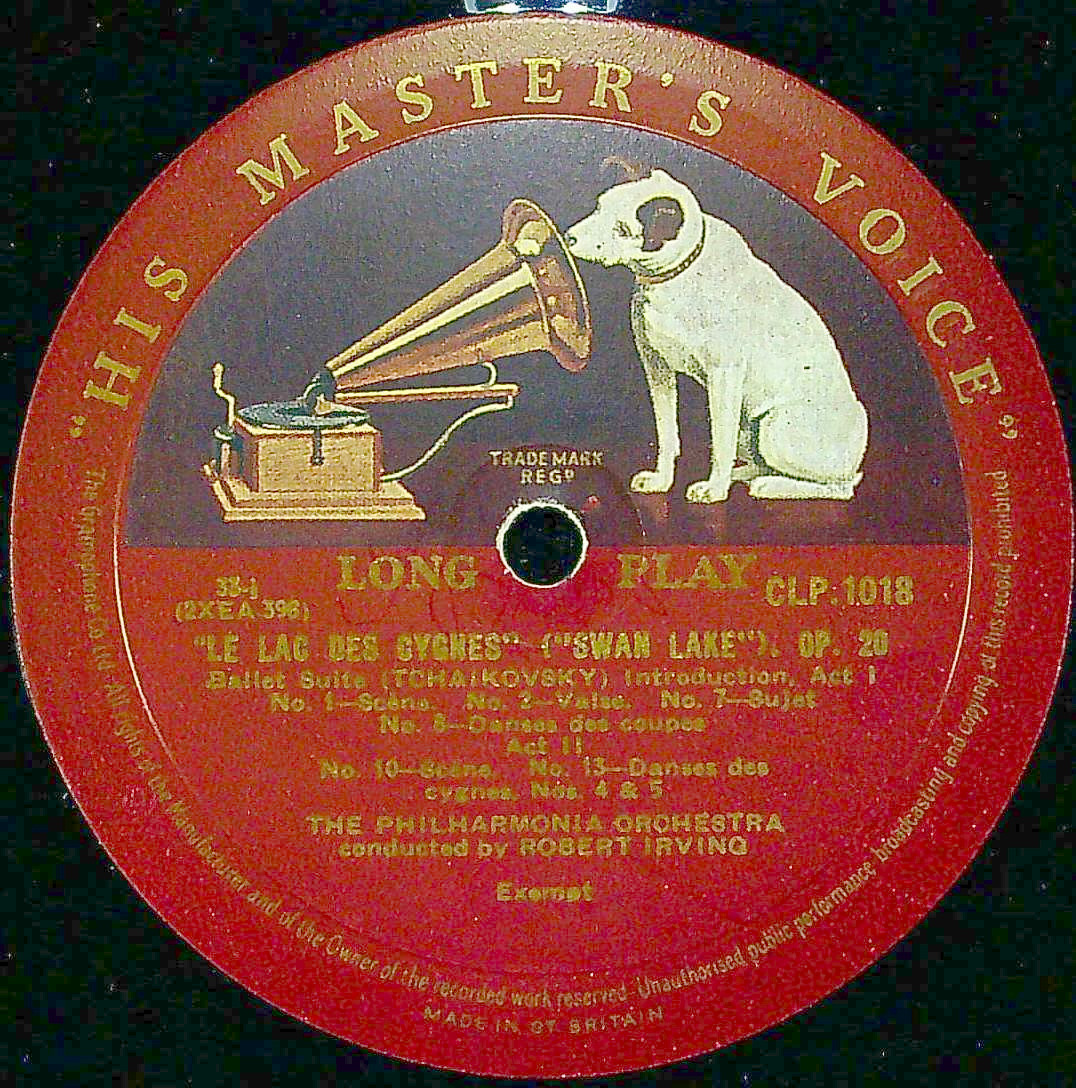 "HIS MASTER'S VOICE"
TRADE MARK
REGD
LONG PLAY
CLP.1018
(2XEA.396)
"LE LAC DES CYGNES" – ("SWAN LAKE"). OP. 20
Ballet Suite (TCHAIKOVSKY) Introduction, Act I
No. 1—Scène. No. 2—Valse. No. 7—Sujet
No. 8—Danses des coupes
Act II
No. 10—Scène. No. 13—Danses des
cygnes, Nos. 4 & 5
THE PHILHARMONIA ORCHESTRA
conducted by ROBERT IRVING
Exempt
The Gramophone Co. Ltd. All rights of the Manufacturer and of the Owner of the recorded work reserved. Unauthorised public performance broadcasting and copying of this record prohibited
MADE IN GT BRITAIN